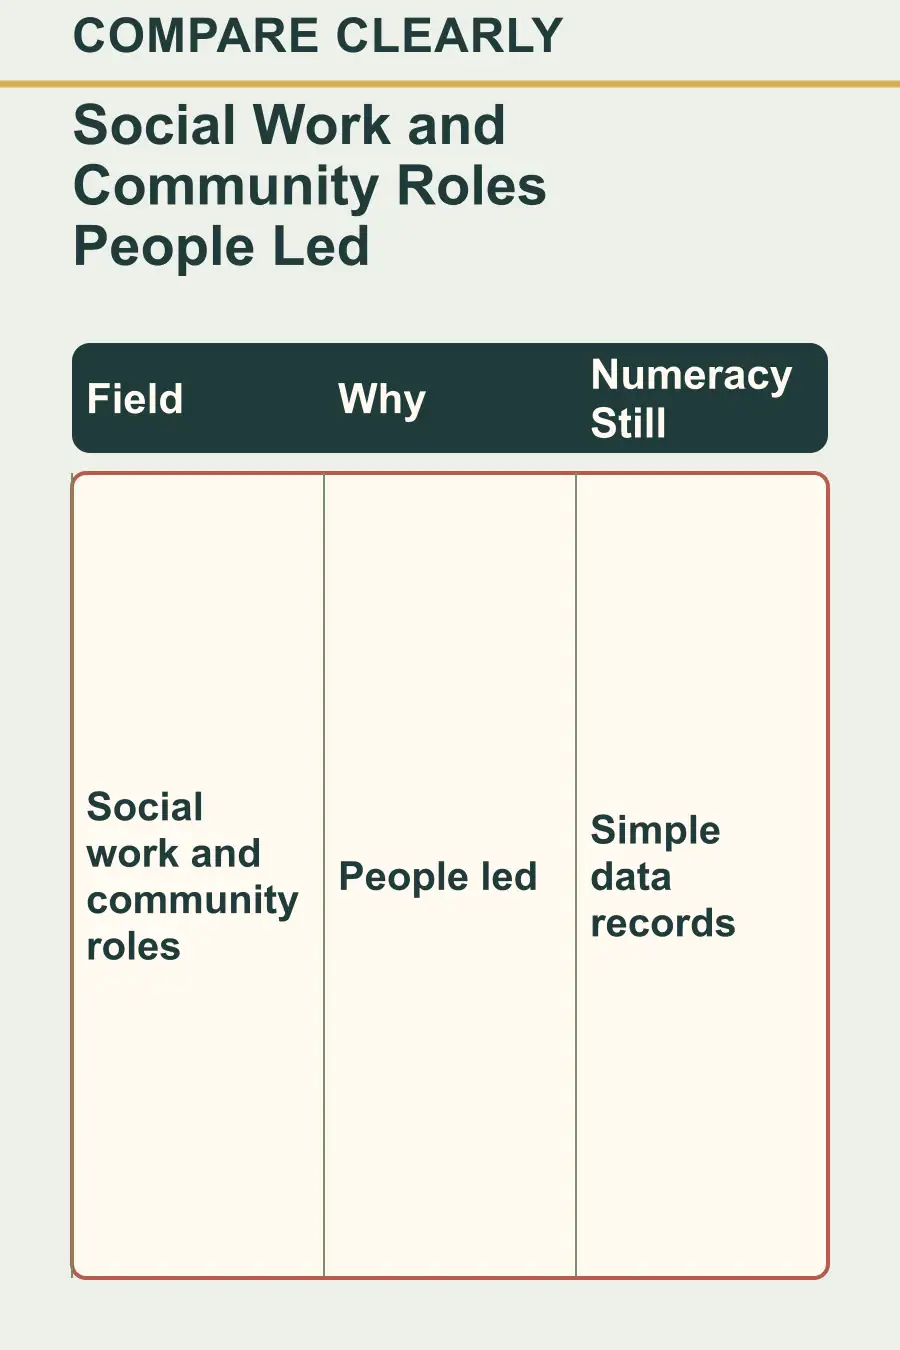 COMPARE CLEARLY
Social Work and
Community Roles
People Led
Field
Why
Numeracy
Still
Social
work and
community
roles
People led
Simple
data
records